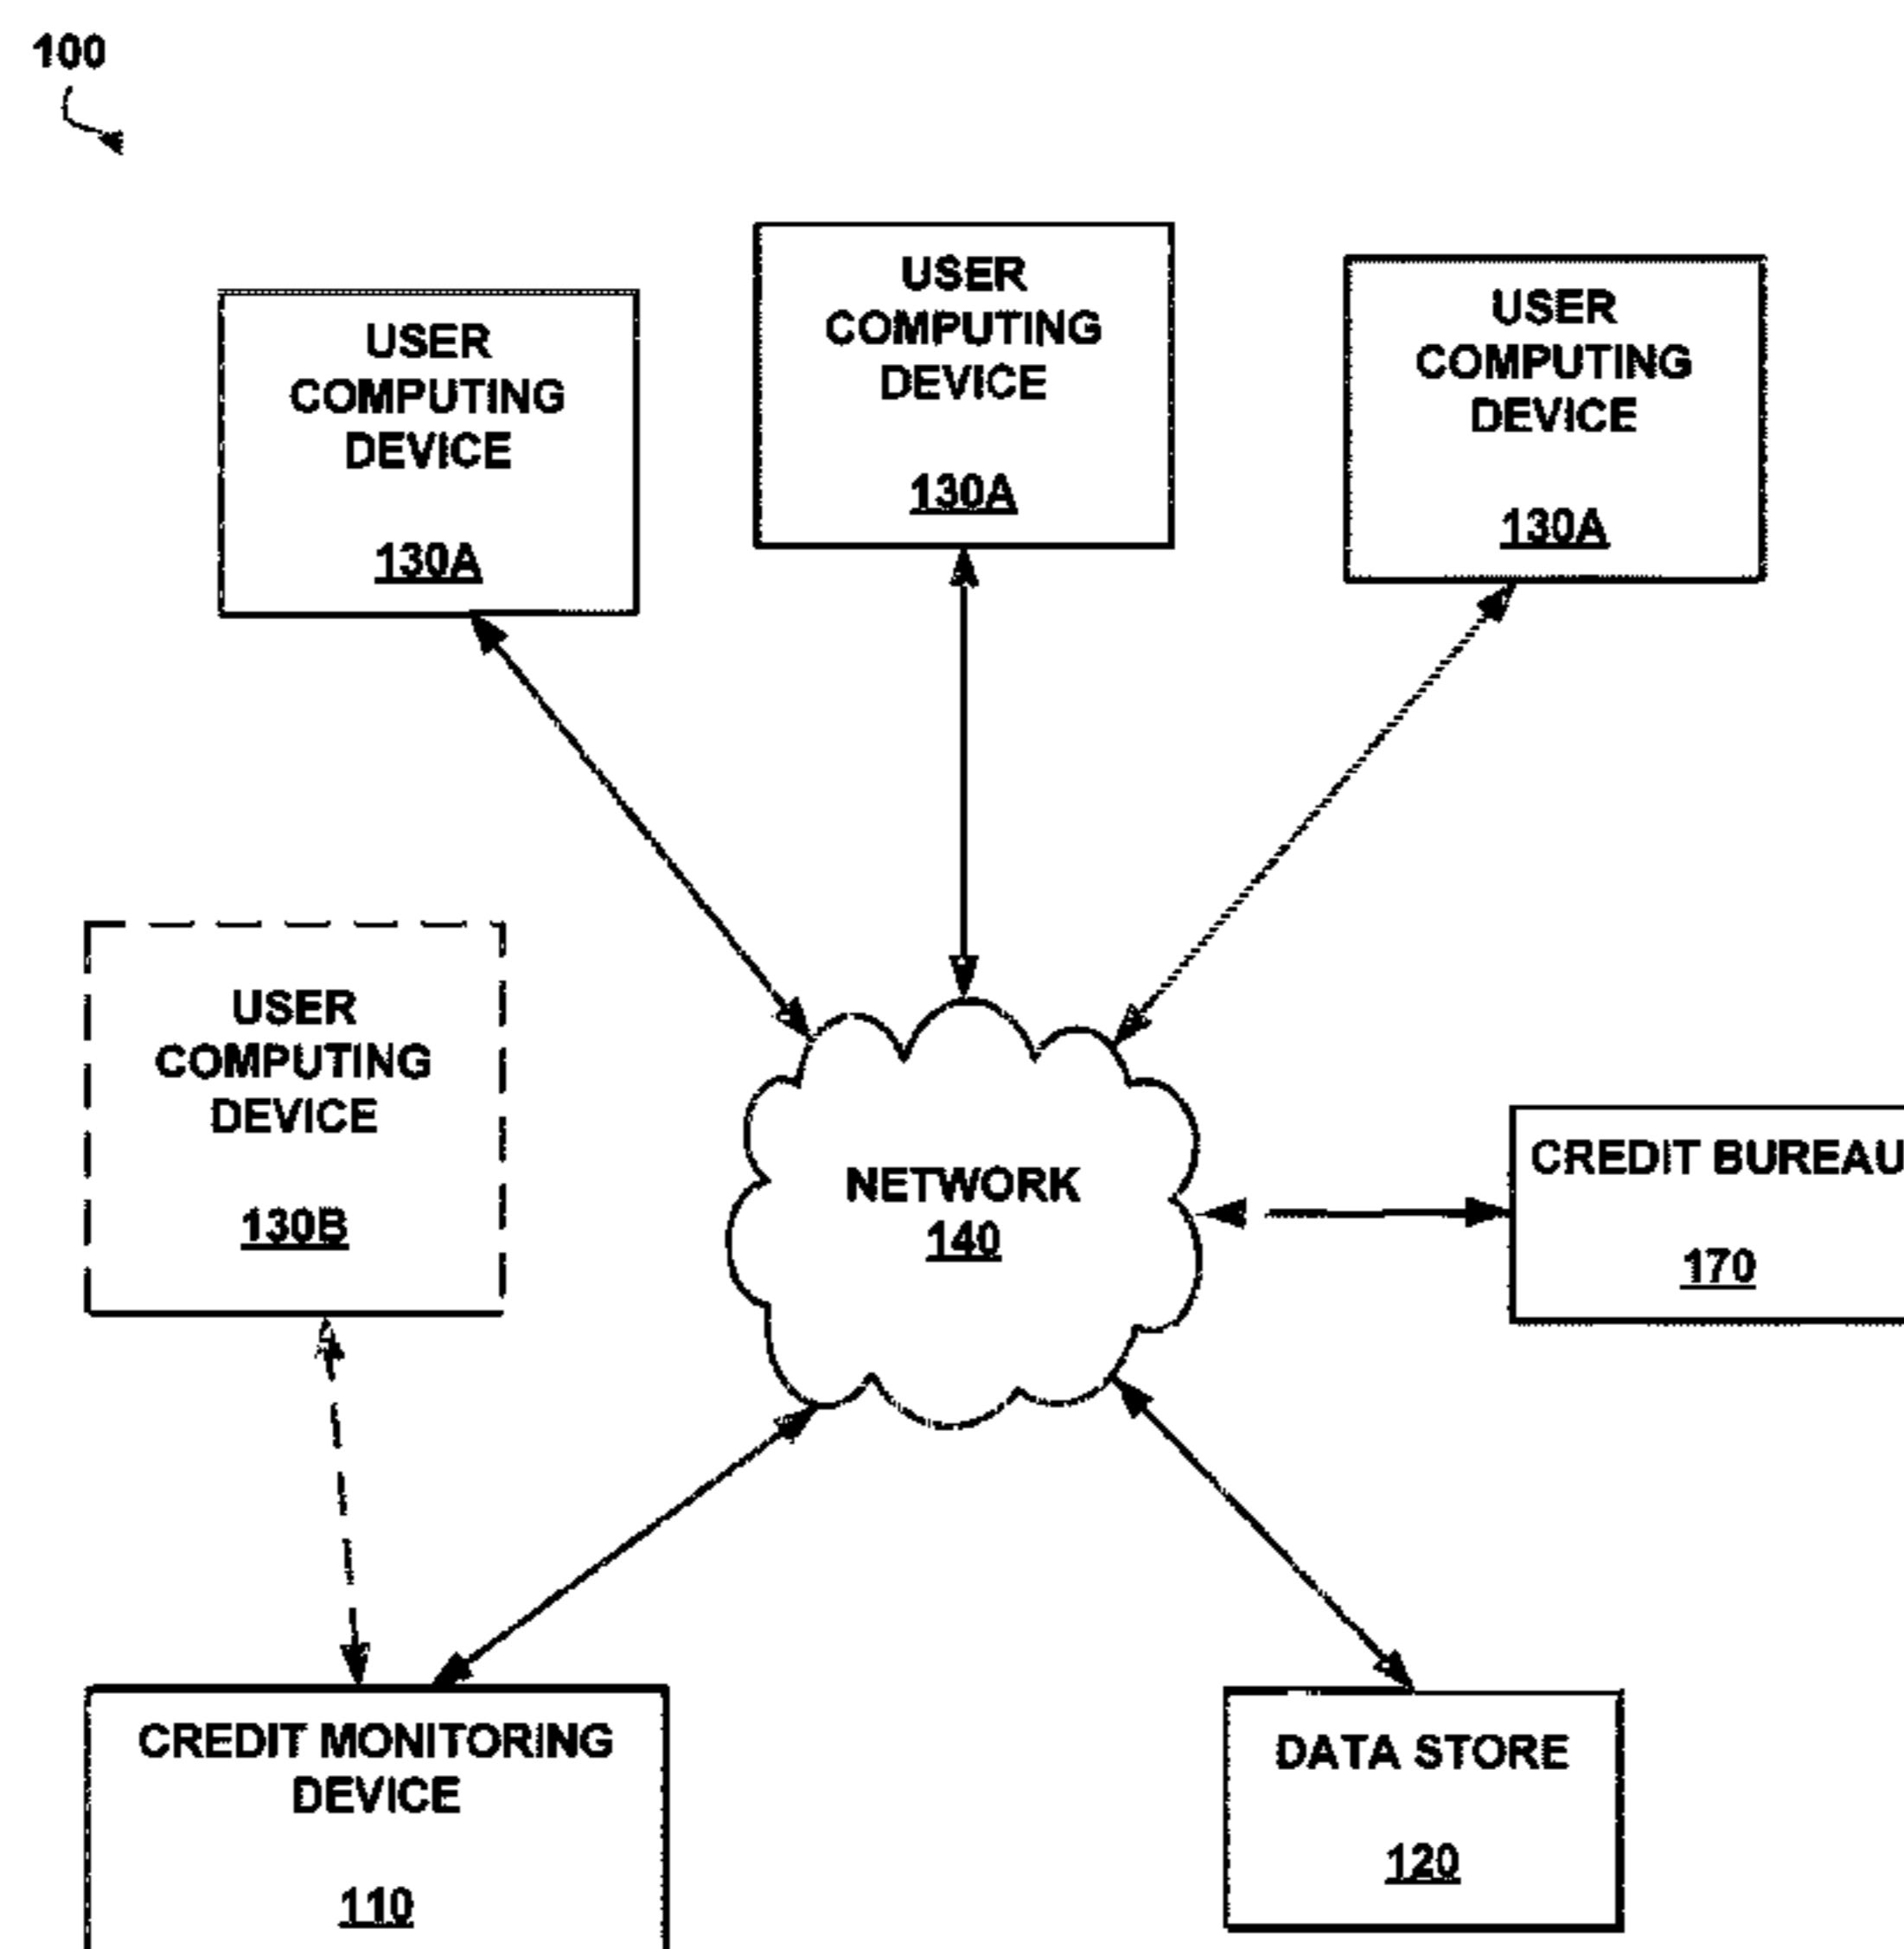 100
USER
COMPUTING
DEVICE
130A
USER
COMPUTING
DEVICE
130A
USER
COMPUTING
DEVICE
130A
USER
COMPUTING
DEVICE
130B
NETWORK
140
CREDIT BUREAU
170
CREDIT MONITORING
DEVICE
110
DATA STORE
120